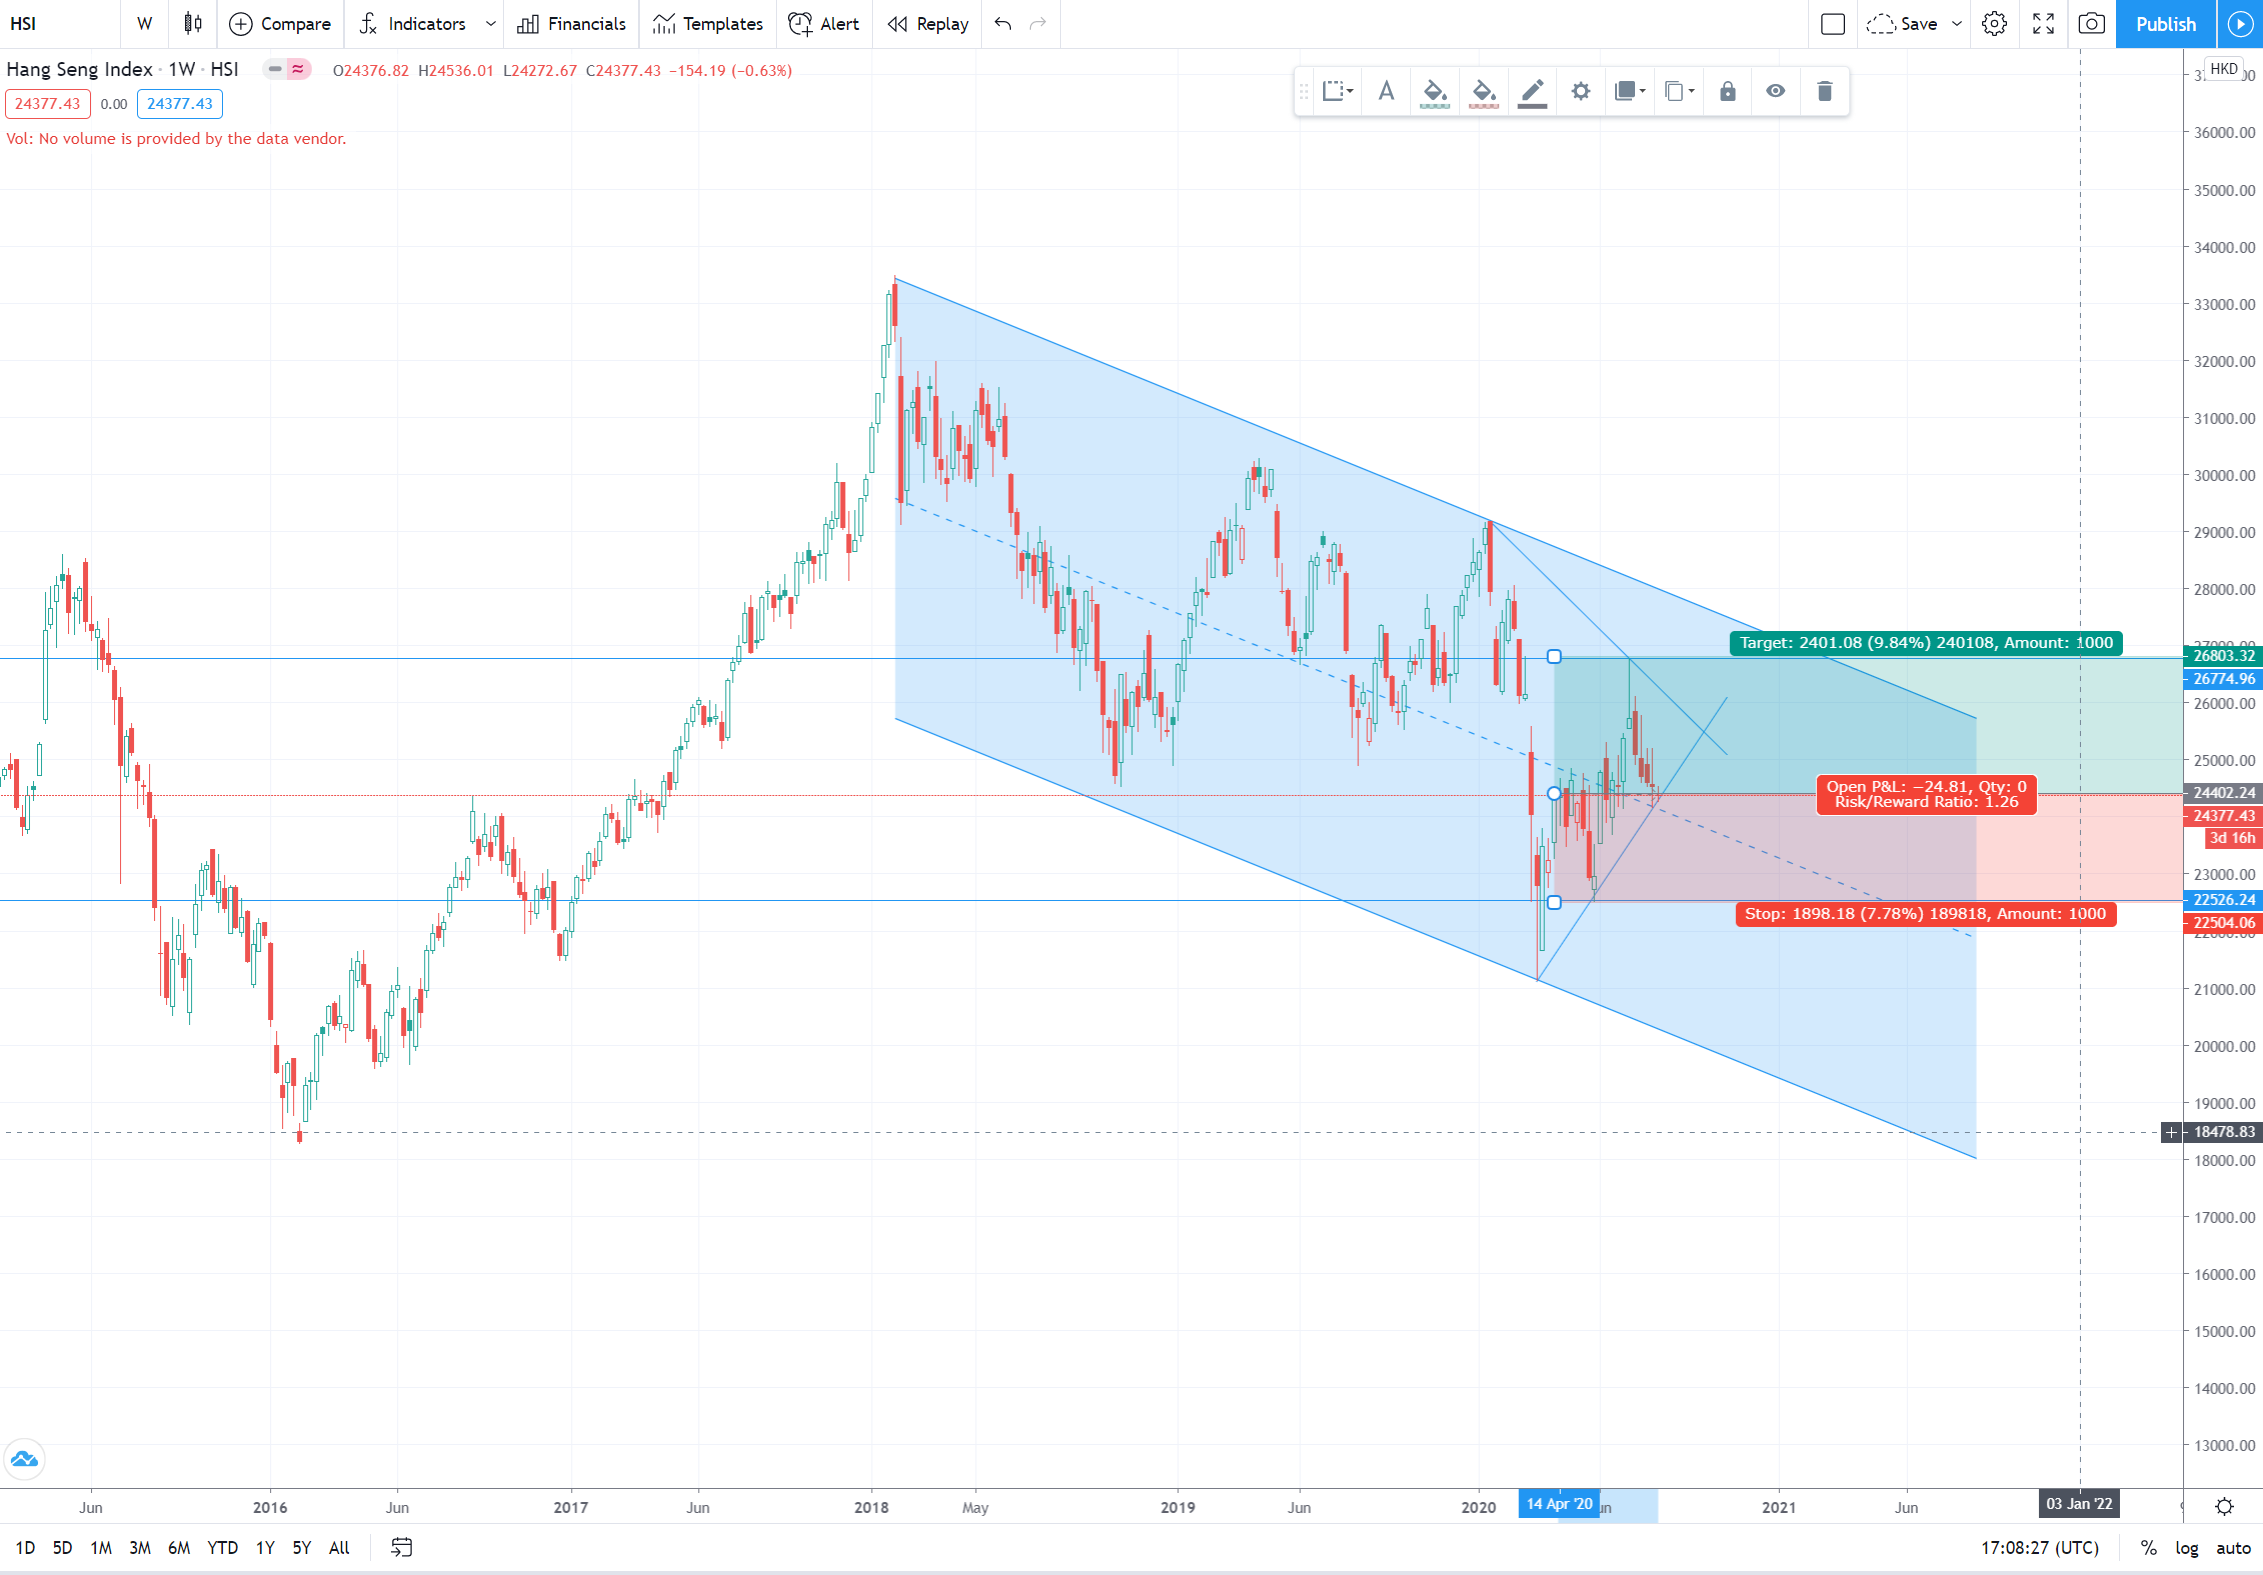 HSI W Compare Indicators Financials Templates Alert Replay Save Publish
Hang Seng Index · 1W · HSI O24376.82 H24536.01 L24272.67 C24377.43 −154.19 (−0.63%)
24377.43 0.00 24377.43
Vol: No volume is provided by the data vendor.
HKD
36000.00
35000.00
34000.00
33000.00
32000.00
31000.00
30000.00
29000.00
28000.00
Target: 2401.08 (9.84%) 240108, Amount: 1000
26803.32
26774.96
26000.00
25000.00
Open P&L: −24.81, Qty: 0
Risk/Reward Ratio: 1.26
24402.24
24377.43
3d 16h
23000.00
22526.24
Stop: 1898.18 (7.78%) 189818, Amount: 1000
22504.06
21000.00
20000.00
19000.00
18478.83
18000.00
17000.00
16000.00
15000.00
14000.00
13000.00
Jun 2016 Jun 2017 Jun 2018 May 2019 Jun 2020 14 Apr '20 2021 Jun 03 Jan '22
1D 5D 1M 3M 6M YTD 1Y 5Y All 17:08:27 (UTC) % log auto